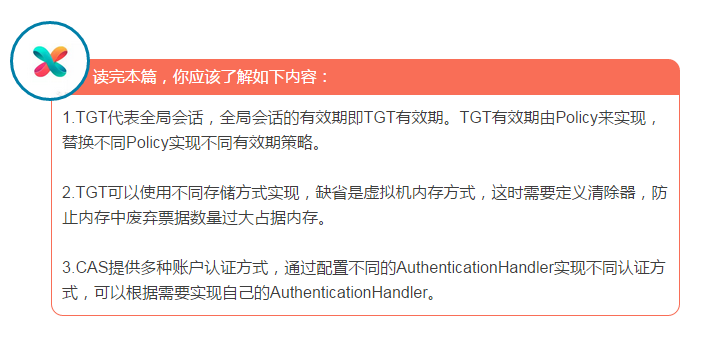 读完本篇，你应该了解如下内容：
1.TGT代表全局会话，全局会话的有效期即TGT有效期。TGT有效期由Policy来实现，
替换不同Policy实现不同有效期策略。
2.TGT可以使用不同存储方式实现，缺省是虚拟机内存方式，这时需要定义清除器，防
止内存中废弃票据数量过大占据内存。
3.CAS提供多种账户认证方式，通过配置不同的AuthenticationHandler实现不同认证方
式，可以根据需要实现自己的AuthenticationHandler。